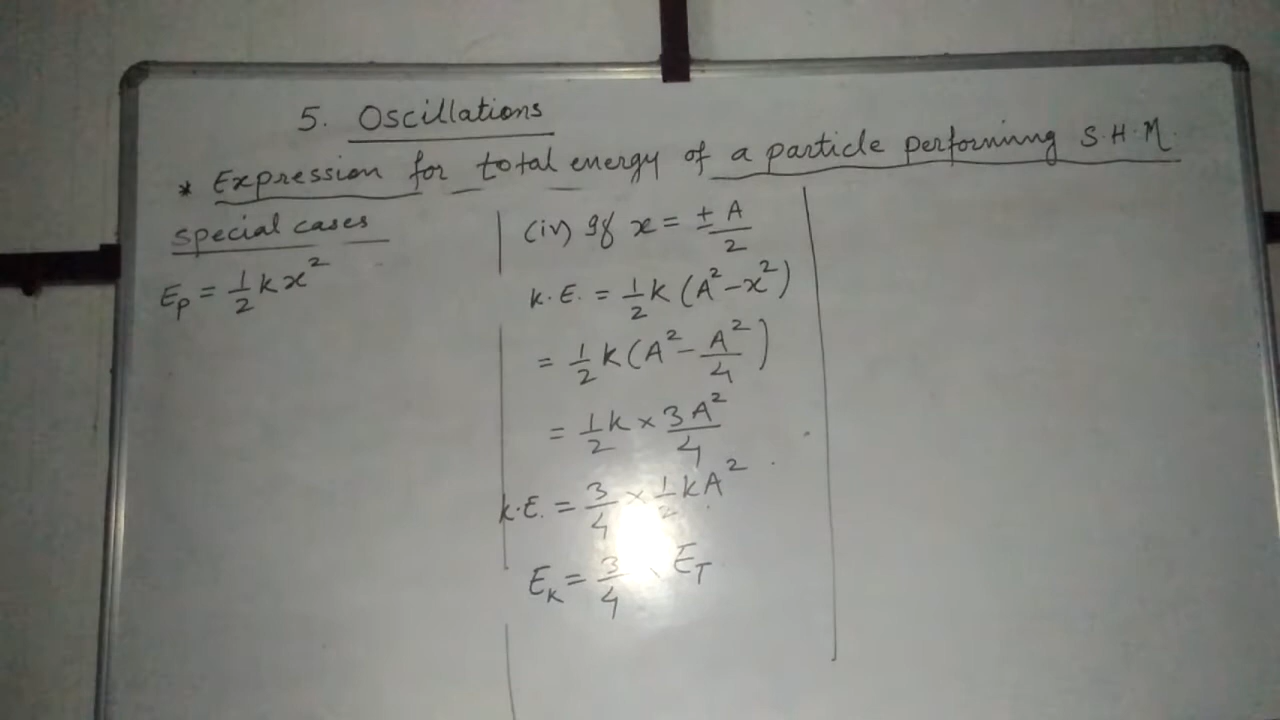 5. Oscillations
* Expression for total energy of a particle performing S.H.M.
special cases
Ep = 1/2 kx²
(iv) If x = ± A/2
K.E. = 1/2 k (A² - x²)
= 1/2 k (A² - A²/4)
= 1/2 k × 3A²/4
K.E. = 3/4 × 1/2 kA²
EK = 3/4 × ET